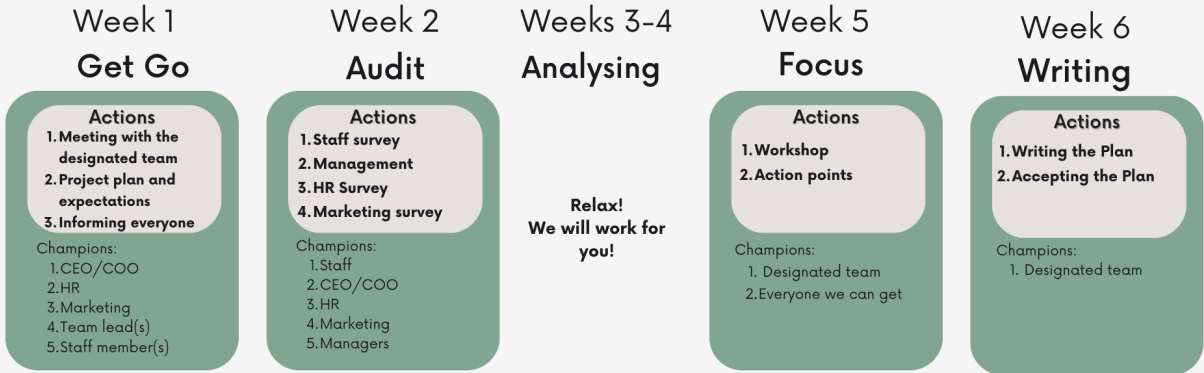 Week 1
Get Go
Actions
1.Meeting with the
designated team
2.Project plan and
expectations
3.Informing everyone
Champions:
1.CEO/COO
2.HR
3.Marketing
4.Team lead(s)
5.Staff member(s)
Week 2
Audit
Actions
1.Staff survey
2.Management
3.HR Survey
4.Marketing survey
Champions:
1.Staff
2.CEO/COO
3.HR
4.Marketing
5.Managers
Weeks 3-4
Analysing
Relax!
We will work for
you!
Week 5
Focus
Actions
1.Workshop
2.Action points
Champions:
1. Designated team
2.Everyone we can get
Week 6
Writing
Actions
1.Writing the Plan
2.Accepting the Plan
Champions:
1. Designated team